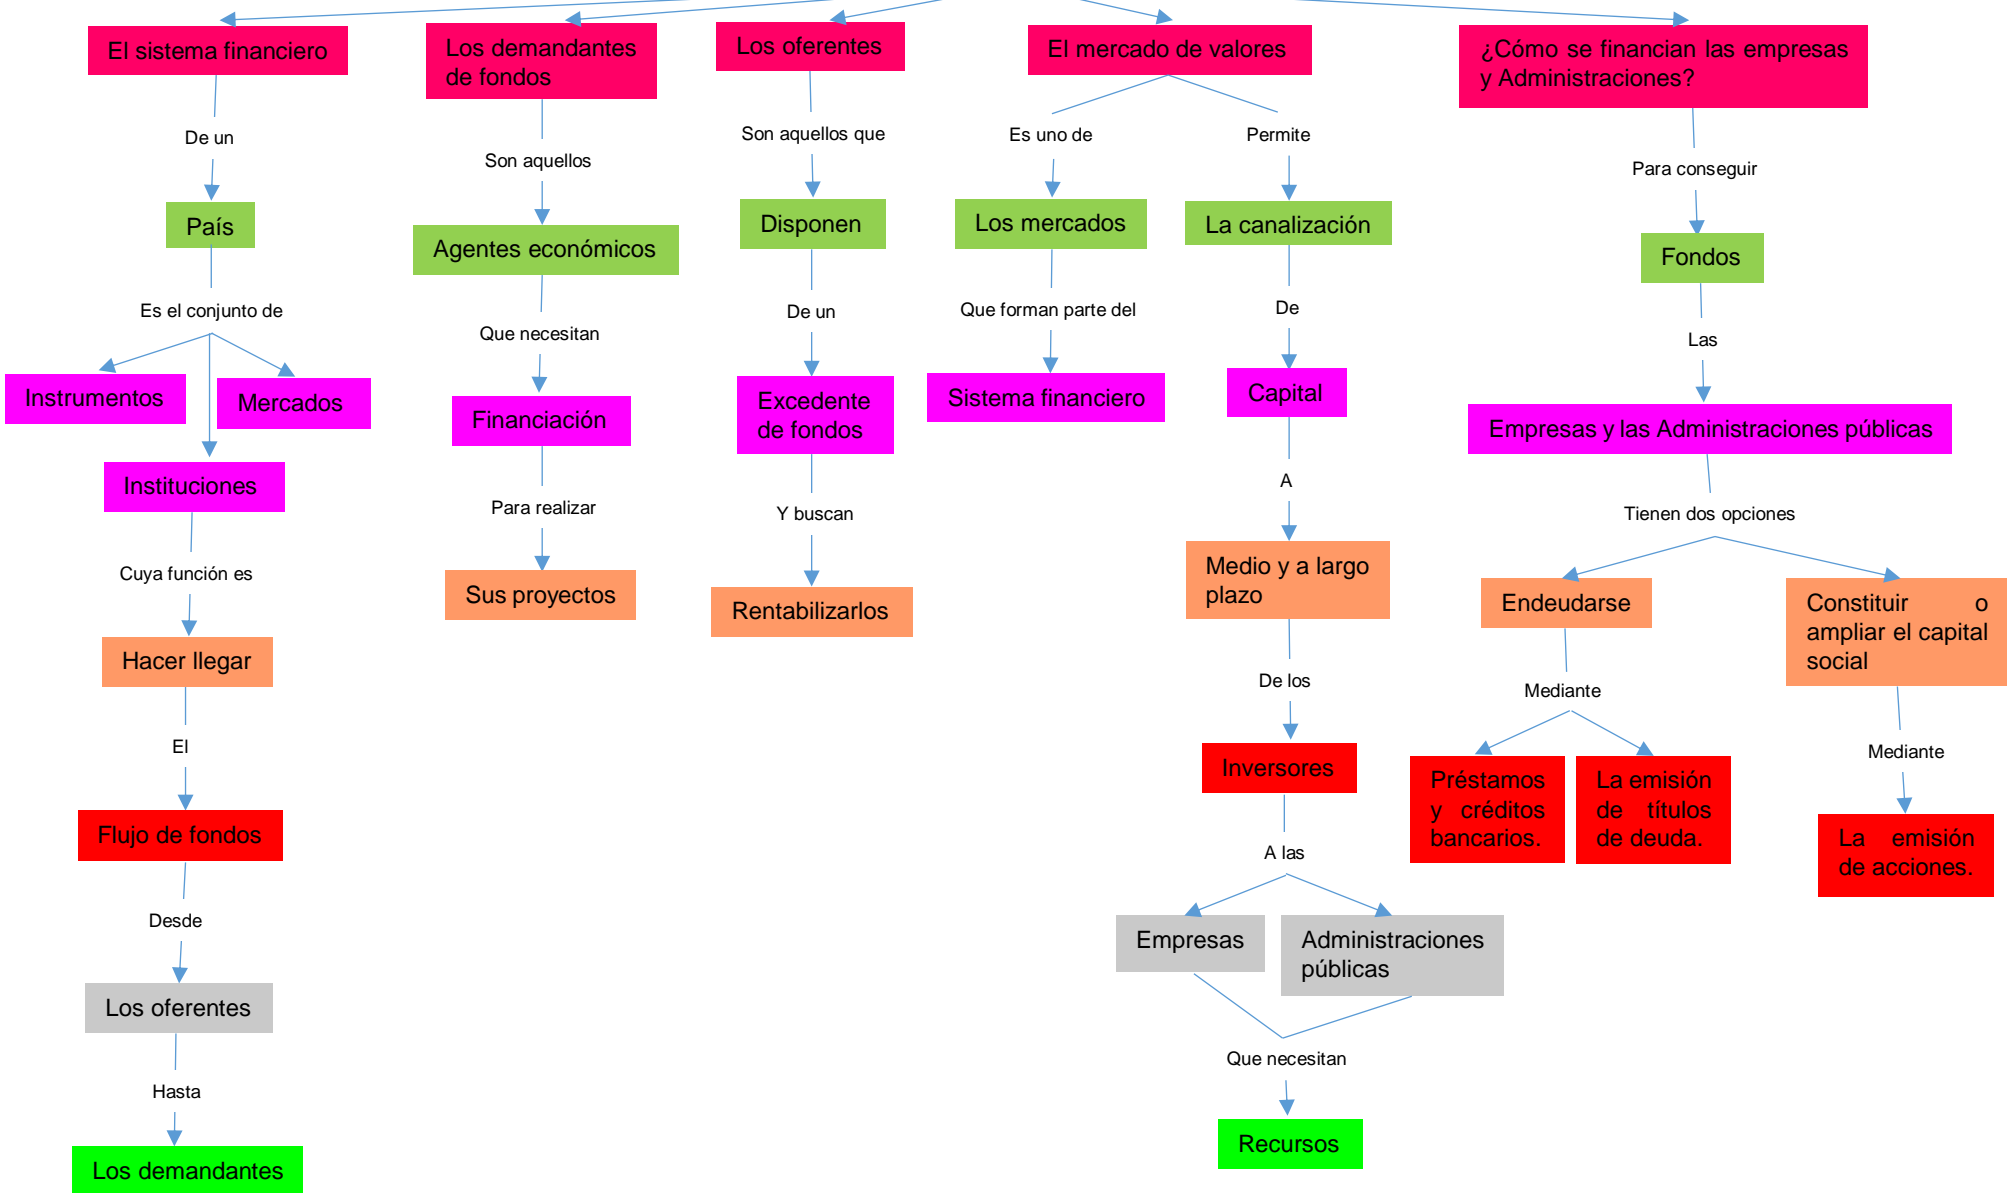 El sistema financiero
De un
País
Es el conjunto de
Instrumentos
Mercados
Instituciones
Cuya función es
Hacer llegar
El
Flujo de fondos
Desde
Los oferentes
Hasta
Los demandantes
Los demandantes
de fondos
Son aquellos
Agentes económicos
Que necesitan
Financiación
Para realizar
Sus proyectos
Los oferentes
Son aquellos que
Disponen
De un
Excedente
de fondos
Y buscan
Rentabilizarlos
El mercado de valores
Es uno de
Los mercados
Que forman parte del
Sistema financiero
Permite
La canalización
De
Capital
A
Medio y a largo
plazo
De los
Inversores
A las
Empresas
Administraciones
públicas
Que necesitan
Recursos
¿Cómo se financian las empresas
y Administraciones?
Para conseguir
Fondos
Las
Empresas y las Administraciones públicas
Tienen dos opciones
Endeudarse
Mediante
Préstamos
y créditos
bancarios.
La emisión
de títulos
de deuda.
Constituir o
ampliar el capital
social
Mediante
La emisión
de acciones.